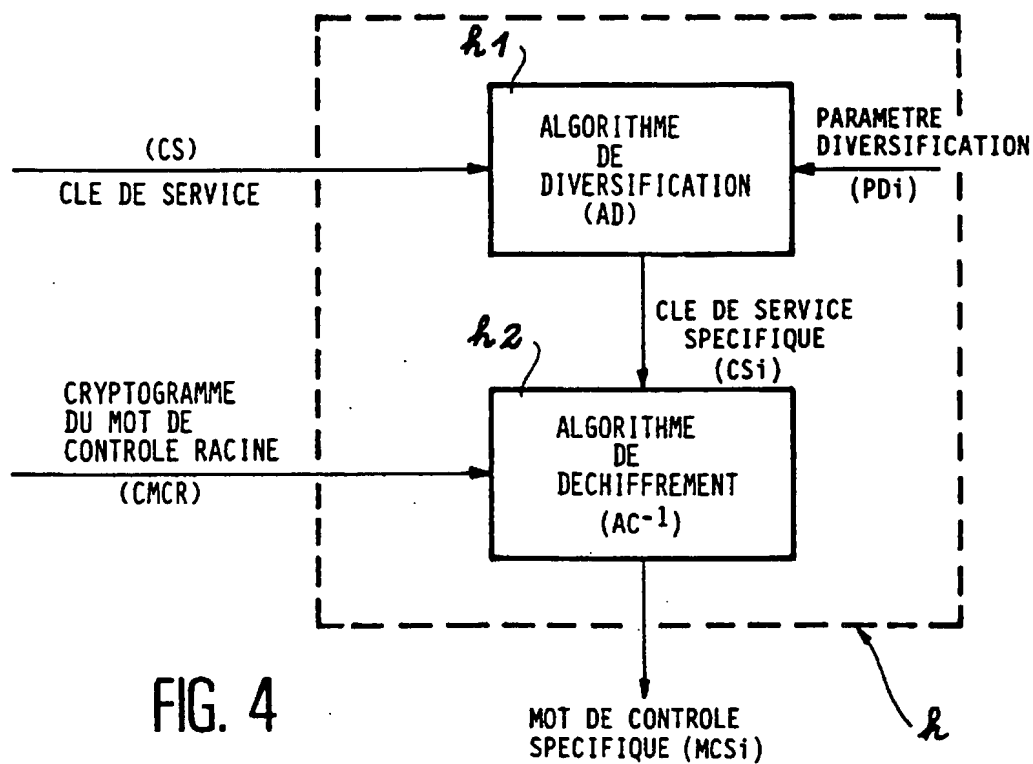 h1
ALGORITHME
DE
DIVERSIFICATION
(AD)
PARAMETRE
DIVERSIFICATION
(PDi)
(CS)
CLE DE SERVICE
CLE DE SERVICE
SPECIFIQUE
(CSi)
h2
CRYPTOGRAMME
DU MOT DE
CONTROLE RACINE
(CMCR)
ALGORITHME
DE
DECHIFFREMENT
(AC-1)
FIG. 4
MOT DE CONTROLE
SPECIFIQUE (MCSi)
h